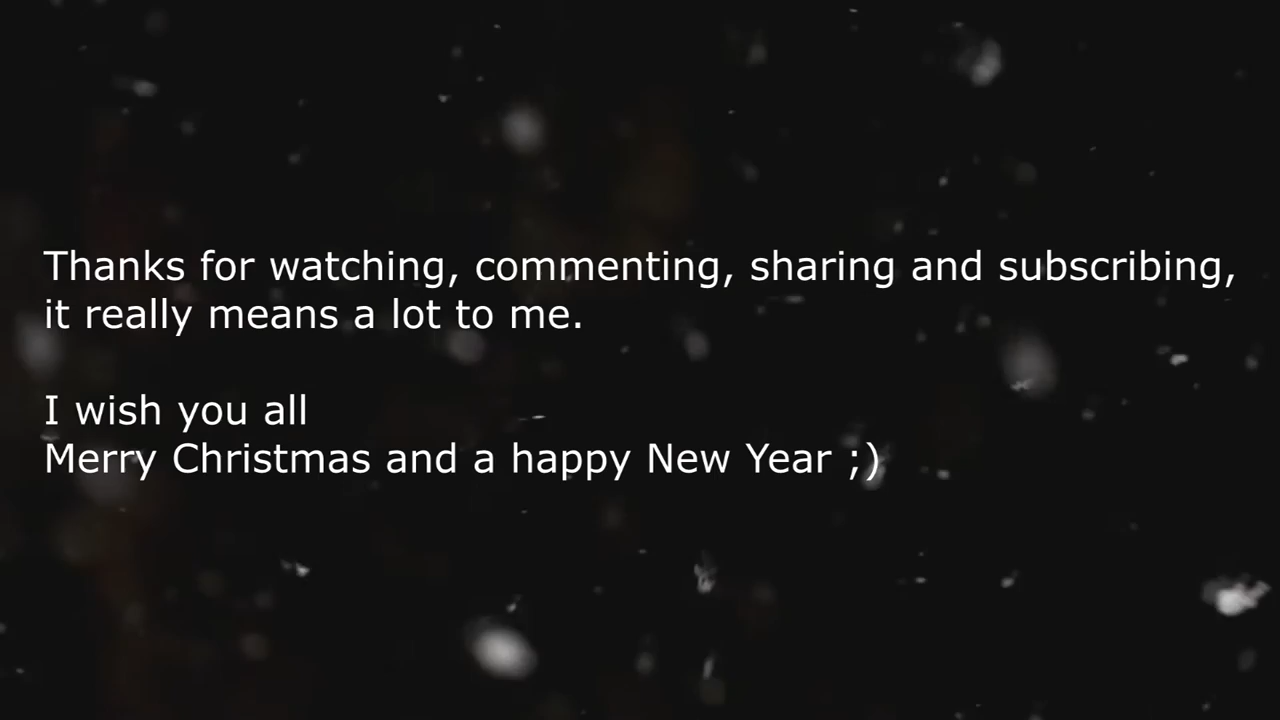 Thanks for watching, commenting, sharing and subscribing,
it really means a lot to me.
I wish you all
Merry Christmas and a happy New Year ;)